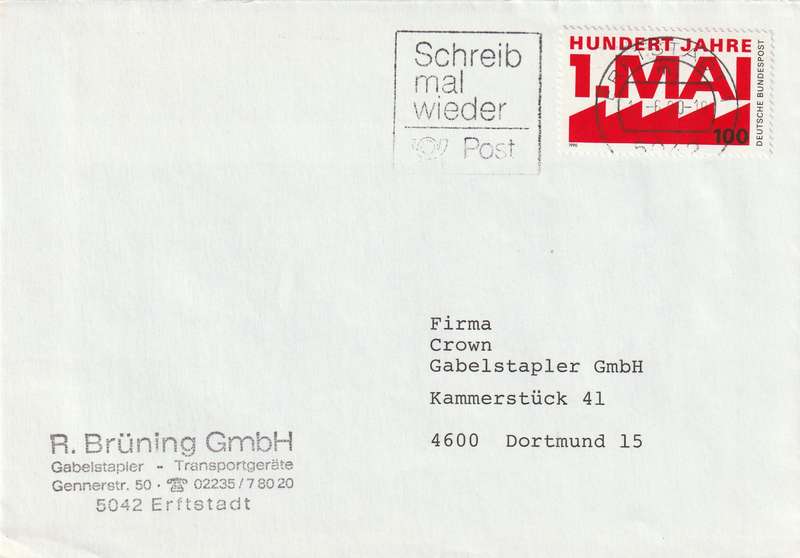 Schreib
mal
wieder
Post
HUNDERT JAHRE
1.MAI
100
DEUTSCHE BUNDESPOST
1990
Firma
Crown
Gabelstapler GmbH
Kammerstück 41
4600 Dortmund 15
R. Brüning GmbH
Gabelstapler - Transportgeräte
Gennerstr. 50 · ☎ 02235/7 80 20
5042 Erftstadt